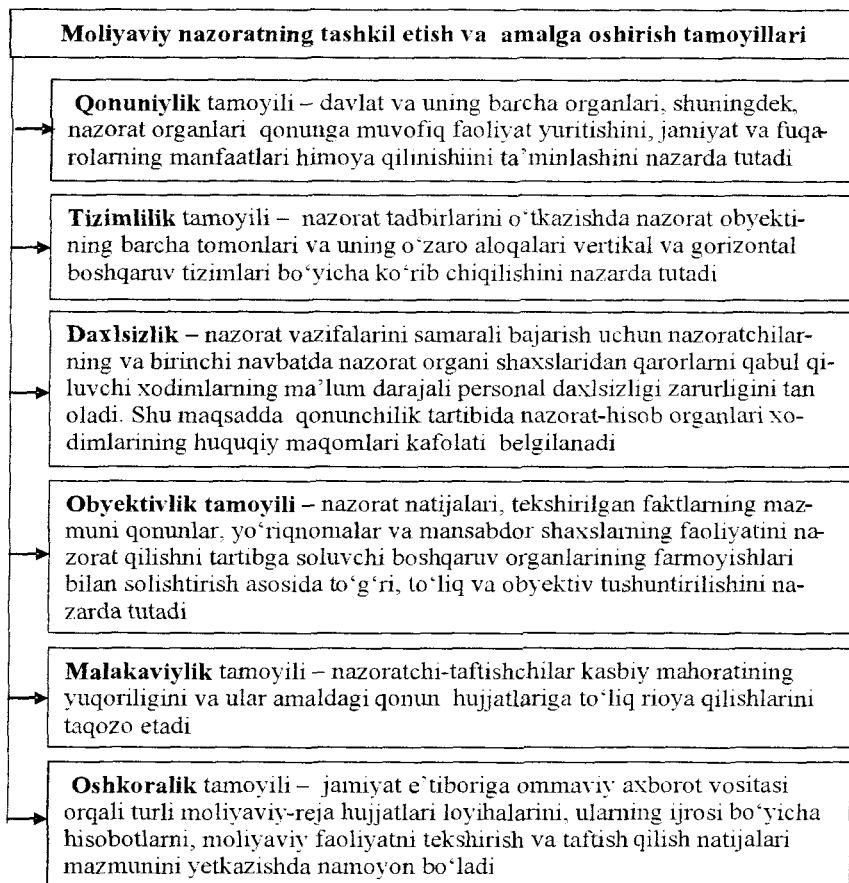 Moliyaviy nazoratning tashkil etish va amalga oshirish tamoyillari
Qonuniylik tamoyili – davlat va uning barcha organlari, shuningdek,
nazorat organlari qonunga muvofiq faoliyat yuritishini, jamiyat va fuqa-
rolarning manfaatlari himoya qilinishiini ta’minlashini nazarda tutadi
Tizimlilik tamoyili – nazorat tadbirlarini o‘tkazishda nazorat obyekti-
ning barcha tomonlari va uning o‘zaro aloqalari vertikal va gorizontal
boshqaruv tizimlari bo‘yicha ko‘rib chiqilishini nazarda tutadi
Daxlsizlik – nazorat vazifalarini samarali bajarish uchun nazoratchilar-
ning va birinchi navbatda nazorat organi shaxslaridan qarorlarni qabul qi-
luvchi xodimlarning ma’lum darajali personal daxlsizligi zarurligini tan
oladi. Shu maqsadda qonunchilik tartibida nazorat-hisob organlari xo-
dimlarining huquqiy maqomlari kafolati belgilanadi
Obyektivlik tamoyili – nazorat natijalari, tekshirilgan faktlarning maz-
muni qonunlar, yo‘riqnomalar va mansabdor shaxslarning faoliyatini na-
zorat qilishni tartibga soluvchi boshqaruv organlarining farmoyishlari
bilan solishtirish asosida to‘g‘ri, to‘liq va obyektiv tushuntirilishini na-
zarda tutadi
Malakaviylik tamoyili – nazoratchi-taftishchilar kasbiy mahoratining
yuqoriligini va ular amaldagi qonun hujjatlariga to‘liq rioya qilishlarini
taqozo etadi
Oshkoralik tamoyili – jamiyat e`tiboriga ommaviy axborot vositasi
orqali turli moliyaviy-reja hujjatlari loyihalarini, ularning ijrosi bo‘yicha
hisobotlarni, moliyaviy faoliyatni tekshirish va taftish qilish natijalari
mazmunini yetkazishda namoyon bo‘ladi